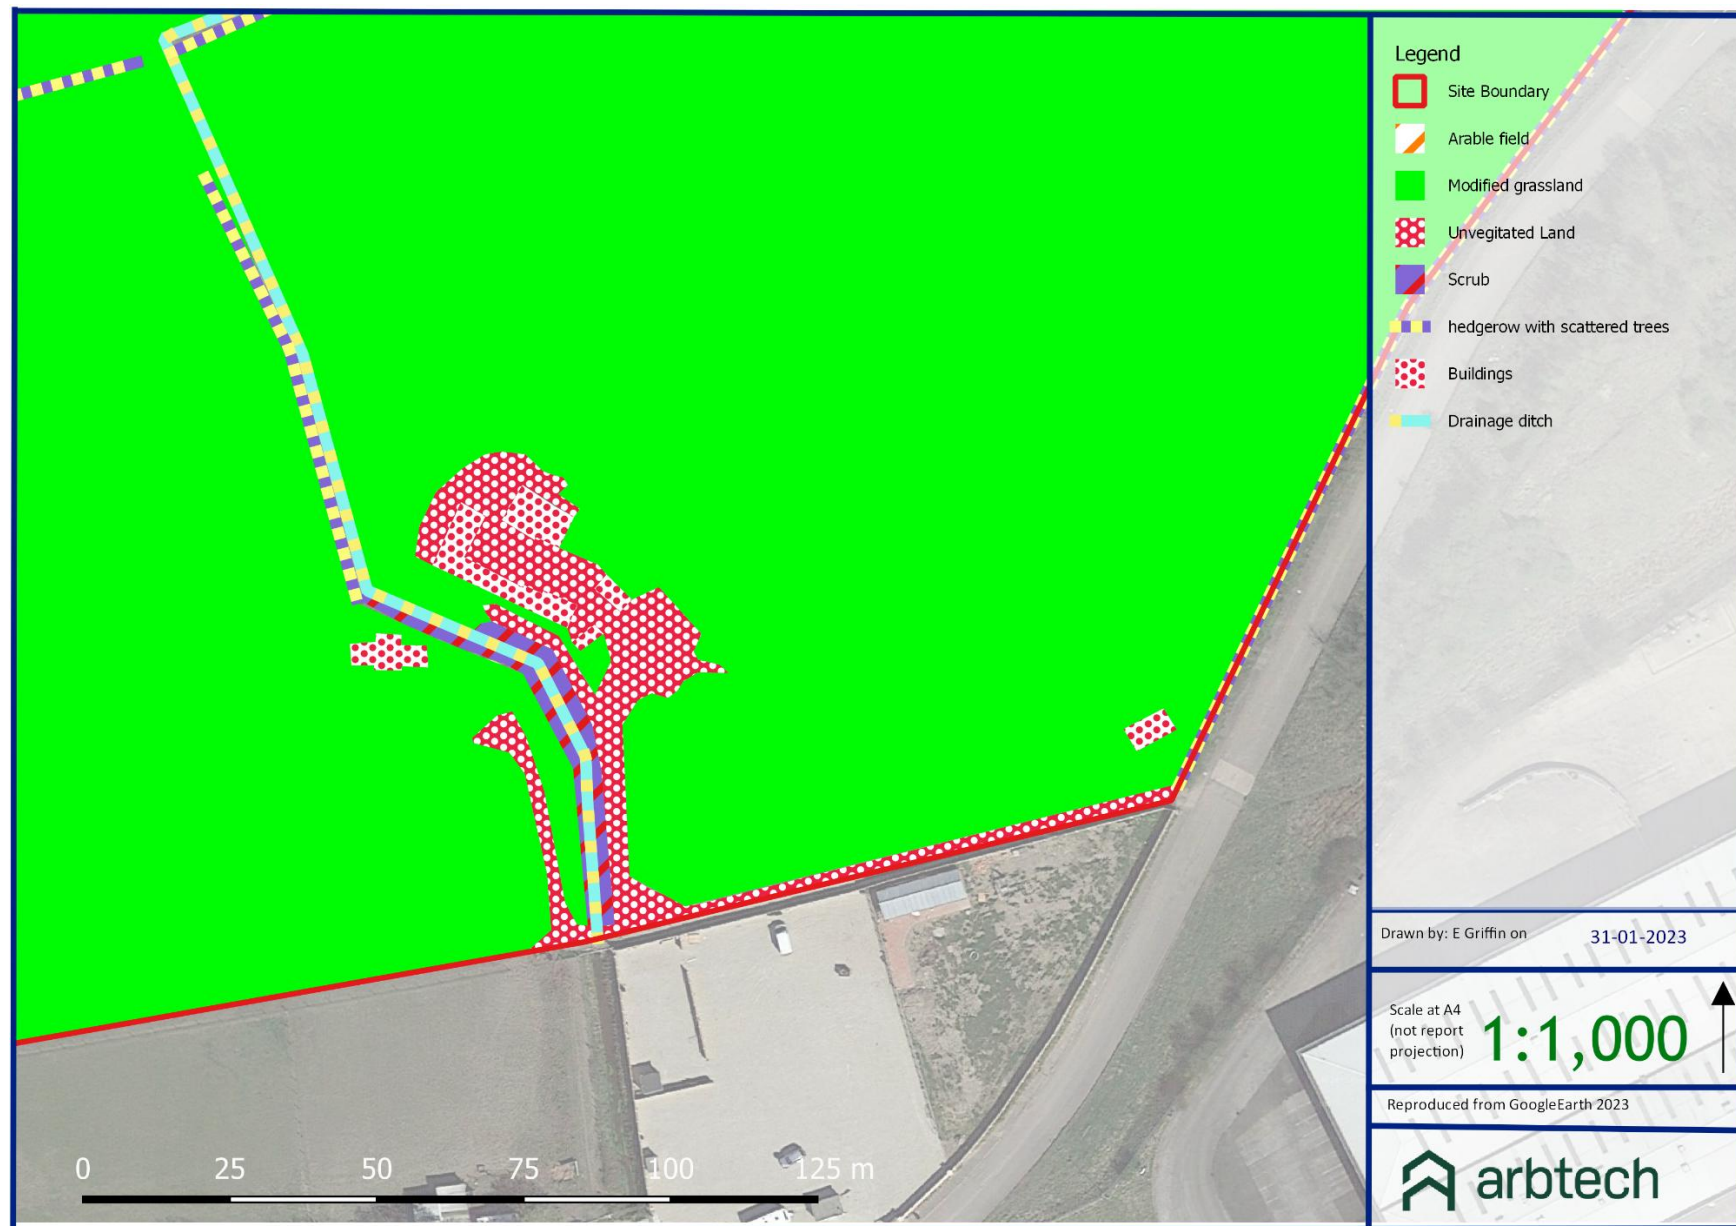 Legend
Site Boundary
Arable field
Modified grassland
Unvegitated Land
Scrub
hedgerow with scattered trees
Buildings
Drainage ditch
Drawn by: E Griffin on 31-01-2023
Scale at A4
(not report
projection)
1:1,000
Reproduced from GoogleEarth 2023
arbtech
0 25 50 75 100 125 m